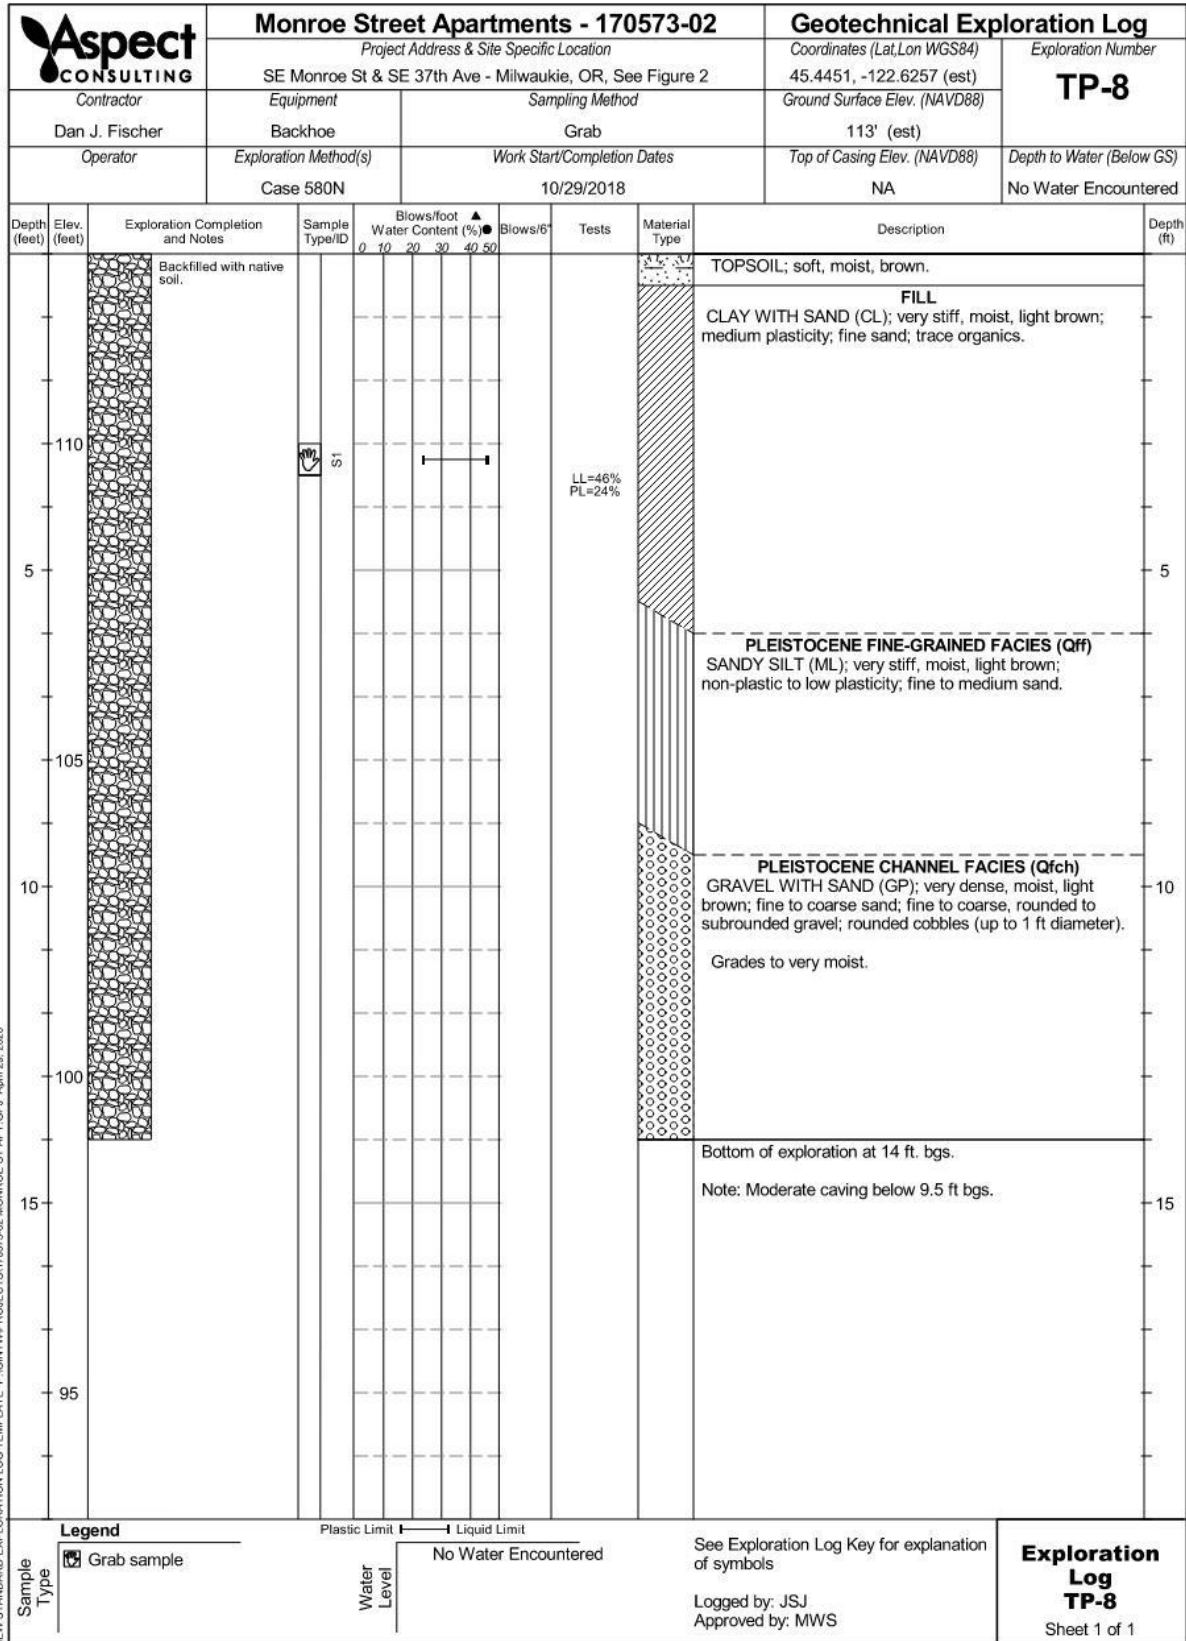 Aspect
CONSULTING
Monroe Street Apartments - 170573-02
Geotechnical Exploration Log
Project Address & Site Specific Location
SE Monroe St & SE 37th Ave - Milwaukie, OR, See Figure 2
Coordinates (Lat,Lon WGS84)
45.4451, -122.6257 (est)
Exploration Number
TP-8
Contractor
Dan J. Fischer
Equipment
Backhoe
Sampling Method
Grab
Ground Surface Elev. (NAVD88)
113' (est)
Operator
Exploration Method(s)
Case 580N
Work Start/Completion Dates
10/29/2018
Top of Casing Elev. (NAVD88)
NA
Depth to Water (Below GS)
No Water Encountered
Depth
(feet)
Elev.
(feet)
Exploration Completion
and Notes
Sample
Type/ID
Blows/foot ▲
Water Content (%)●
0 10 20 30 40 50
Blows/6"
Tests
Material
Type
Description
Depth
(ft)
Backfilled with native
soil.
TOPSOIL; soft, moist, brown.
FILL
CLAY WITH SAND (CL); very stiff, moist, light brown;
medium plasticity; fine sand; trace organics.
110
S1
LL=46%
PL=24%
5
5
PLEISTOCENE FINE-GRAINED FACIES (Qff)
SANDY SILT (ML); very stiff, moist, light brown;
non-plastic to low plasticity; fine to medium sand.
105
PLEISTOCENE CHANNEL FACIES (Qfch)
10
GRAVEL WITH SAND (GP); very dense, moist, light
10
brown; fine to coarse sand; fine to coarse, rounded to
subrounded gravel; rounded cobbles (up to 1 ft diameter).
Grades to very moist.
100
Bottom of exploration at 14 ft. bgs.
Note: Moderate caving below 9.5 ft bgs.
15
15
95
Legend
Sample
Type
Grab sample
Plastic Limit
Liquid Limit
Water
Level
No Water Encountered
See Exploration Log Key for explanation
of symbols
Logged by: JSJ
Approved by: MWS
Exploration
Log
TP-8
Sheet 1 of 1